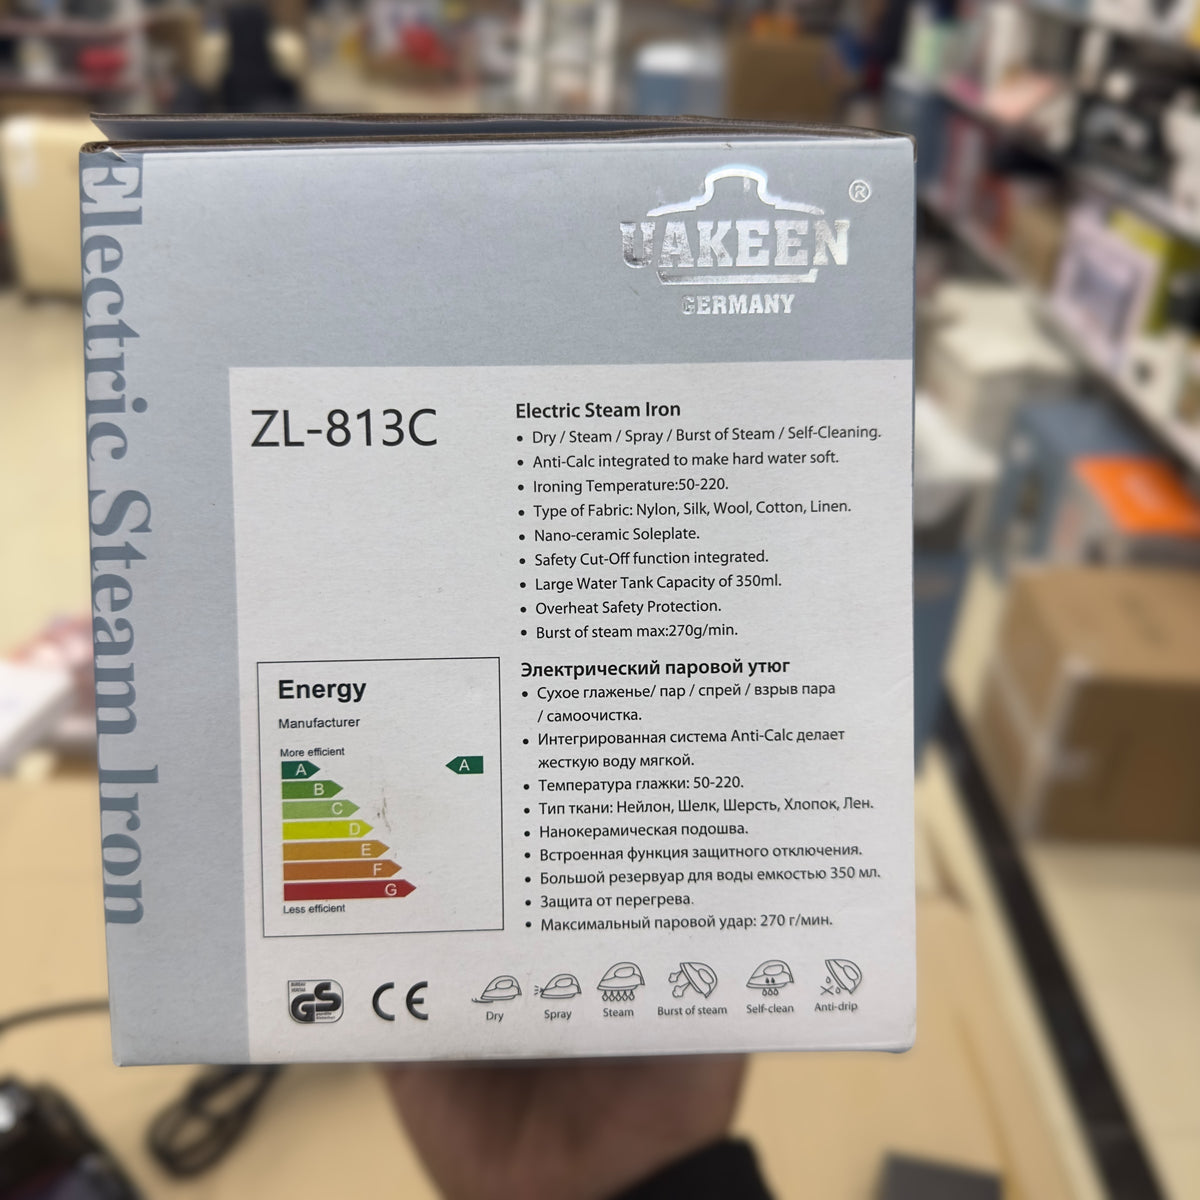 Electric Steam Iron
UAKEEN ®
GERMANY
ZL-813C
Electric Steam Iron
• Dry / Steam / Spray / Burst of Steam / Self-Cleaning.
• Anti-Calc integrated to make hard water soft.
• Ironing Temperature:50-220.
• Type of Fabric: Nylon, Silk, Wool, Cotton, Linen.
• Nano-ceramic Soleplate.
• Safety Cut-Off function integrated.
• Large Water Tank Capacity of 350ml.
• Overheat Safety Protection.
• Burst of steam max:270g/min.
Электрический паровой утюг
• Сухое глаженье/ пар / спрей / взрыв пара
/ самоочистка.
• Интегрированная система Anti-Calc делает
жесткую воду мягкой.
• Температура глажки: 50-220.
• Тип ткани: Нейлон, Шелк, Шерсть, Хлопок, Лен.
• Нанокерамическая подошва.
• Встроенная функция защитного отключения.
• Большой резервуар для воды емкостью 350 мл.
• Защита от перегрева.
• Максимальный паровой удар: 270 г/мин.
Energy
Manufacturer
More efficient
A A
B
C
D
E
F
G
Less efficient
GS CE
Dry Spray Steam Burst of steam Self-clean Anti-drip